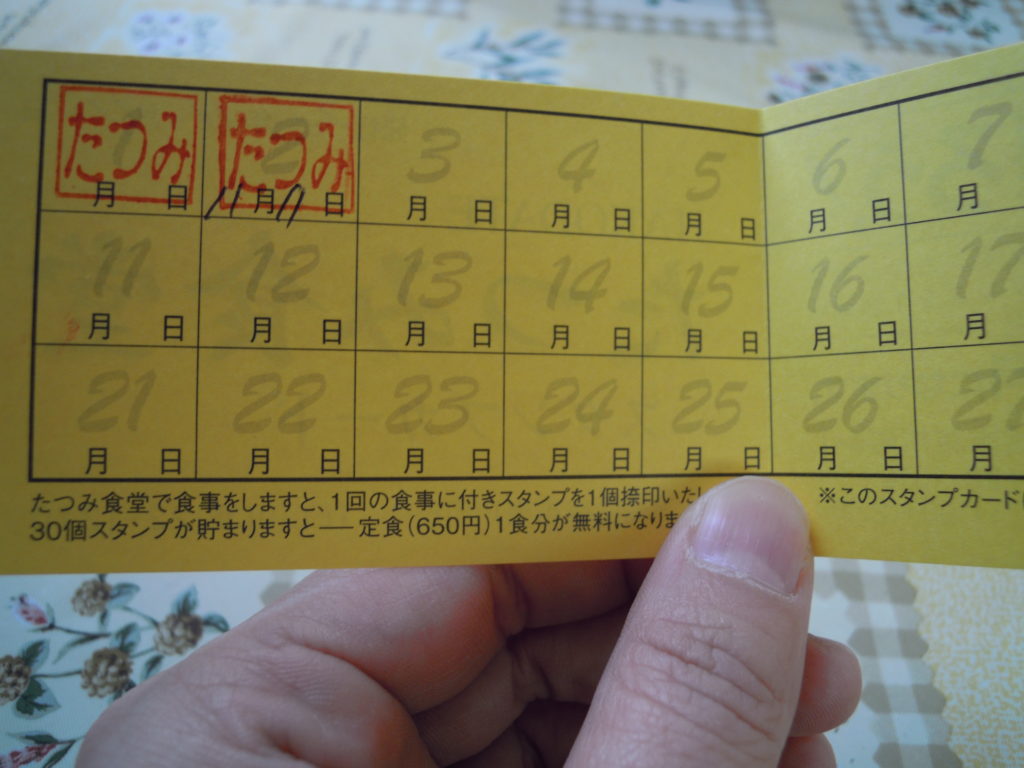 たつみ たつみ 3 4 5 6 7
月 日 11月11日 月 日 月 日 月 日 月 日 月
11 12 13 14 15 16 17
月 日 月 日 月 日 月 日 月 日 月 日 月
21 22 23 24 25 26 27
月 日 月 日 月 日 月 日 月 日 月 日 月
たつみ食堂で食事をしますと、1回の食事に付きスタンプを1個捺印いた
30個スタンプが貯まりますと――定食(650円)1食分が無料になりま
※このスタンプカード